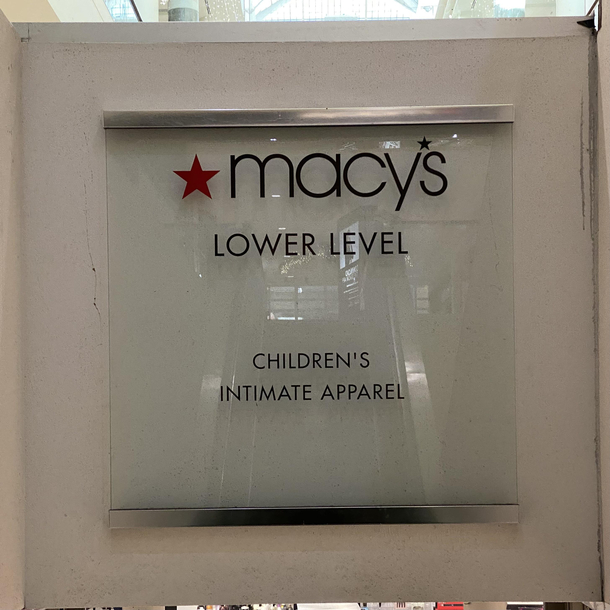 macy's
LOWER LEVEL
CHILDREN'S
INTIMATE APPAREL